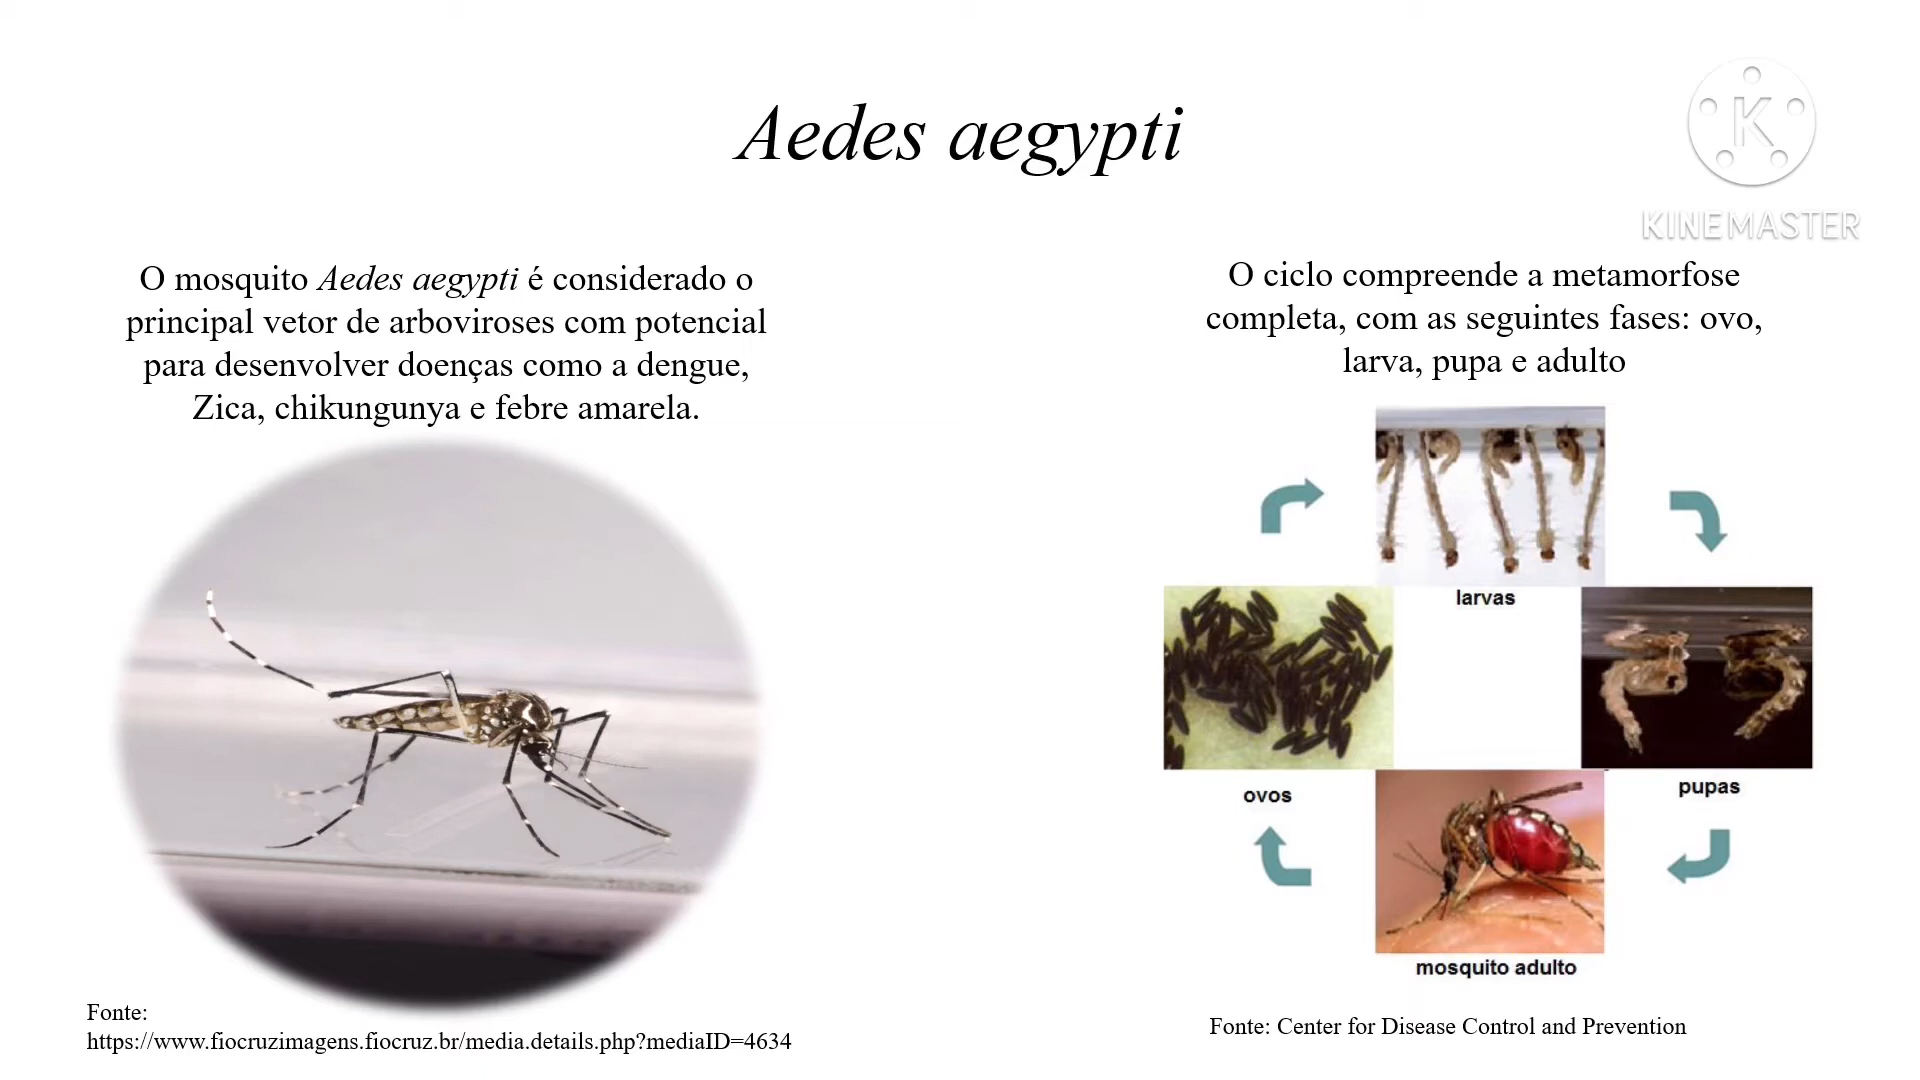 Aedes aegypti
K
KINEMASTER
O mosquito Aedes aegypti é considerado o
principal vetor de arboviroses com potencial
para desenvolver doenças como a dengue,
Zica, chikungunya e febre amarela.
O ciclo compreende a metamorfose
completa, com as seguintes fases: ovo,
larva, pupa e adulto
larvas
ovos
pupas
mosquito adulto
Fonte:
https://www.fiocruzimagens.fiocruz.br/media.details.php?mediaID=4634
Fonte: Center for Disease Control and Prevention